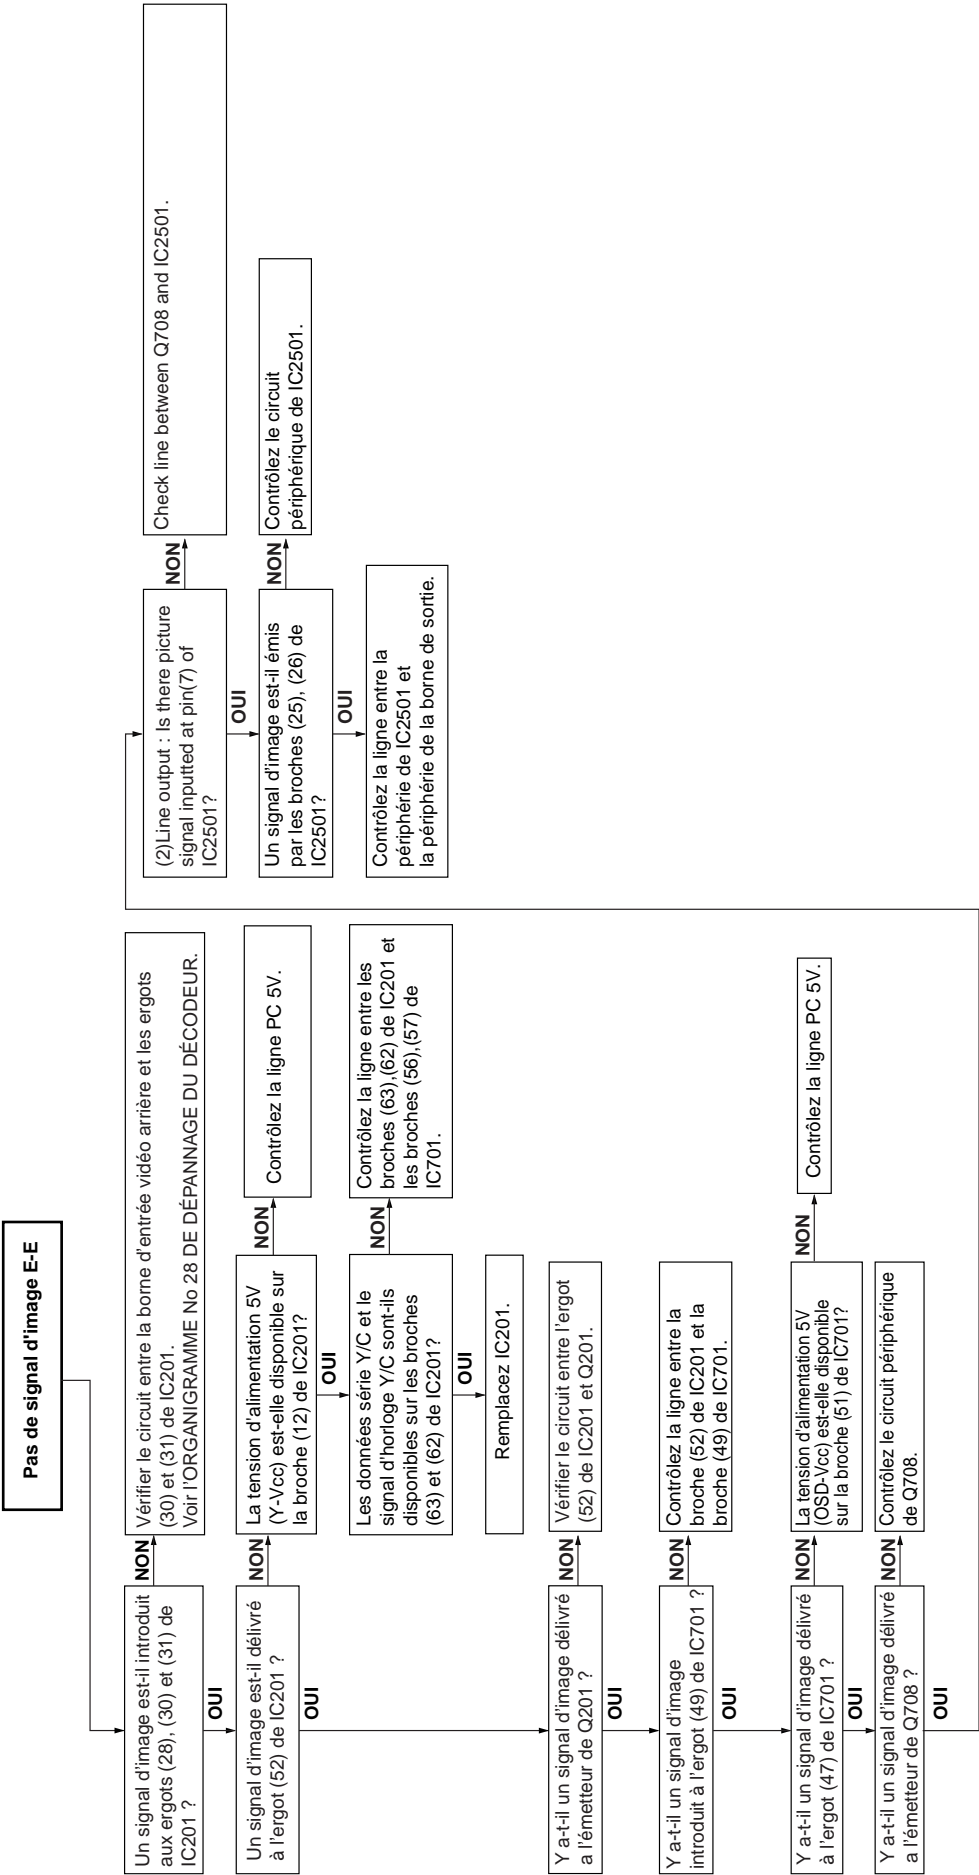 Pas de signal d'image E-E
Un signal d'image est-il introduit
aux ergots (28), (30) et (31) de
IC201 ?
NON
Vérifier le circuit entre la borne d'entrée vidéo arrière et les ergots
(30) et (31) de IC201.
Voir l'ORGANIGRAMME No 28 DE DÉPANNAGE DU DÉCODEUR.
OUI
Un signal d'image est-il délivré
à l'ergot (52) de IC201 ?
NON
La tension d'alimentation 5V
(Y-Vcc) est-elle disponible sur
la broche (12) de IC201?
NON
Contrôlez la ligne PC 5V.
OUI
Les données série Y/C et le
signal d'horloge Y/C sont-ils
disponibles sur les broches
(63) et (62) de IC201?
NON
Contrôlez la ligne entre les
broches (63),(62) de IC201 et
les broches (56),(57) de
IC701.
OUI
Remplacez IC201.
OUI
Y a-t-il un signal d'image délivré
a l'émetteur de Q201 ?
NON
Vérifier le circuit entre l'ergot
(52) de IC201 et Q201.
OUI
Y a-t-il un signal d'image
introduit à l'ergot (49) de IC701 ?
NON
Contrôlez la ligne entre la
broche (52) de IC201 et la
broche (49) de IC701.
OUI
Y a-t-il un signal d'image délivré
à l'ergot (47) de IC701 ?
NON
La tension d'alimentation 5V
(OSD-Vcc) est-elle disponible
sur la broche (51) de IC701?
NON
Contrôlez la ligne PC 5V.
OUI
Y a-t-il un signal d'image délivré
a l'émetteur de Q708 ?
NON
Contrôlez le circuit périphérique
de Q708.
OUI
(2)Line output : Is there picture
signal inputted at pin(7) of
IC2501?
NON
Check line between Q708 and IC2501.
OUI
Un signal d'image est-il émis
par les broches (25), (26) de
IC2501?
NON
Contrôlez le circuit
périphérique de IC2501.
OUI
Contrôlez la ligne entre la
périphérie de IC2501 et
la périphérie de la borne de sortie.